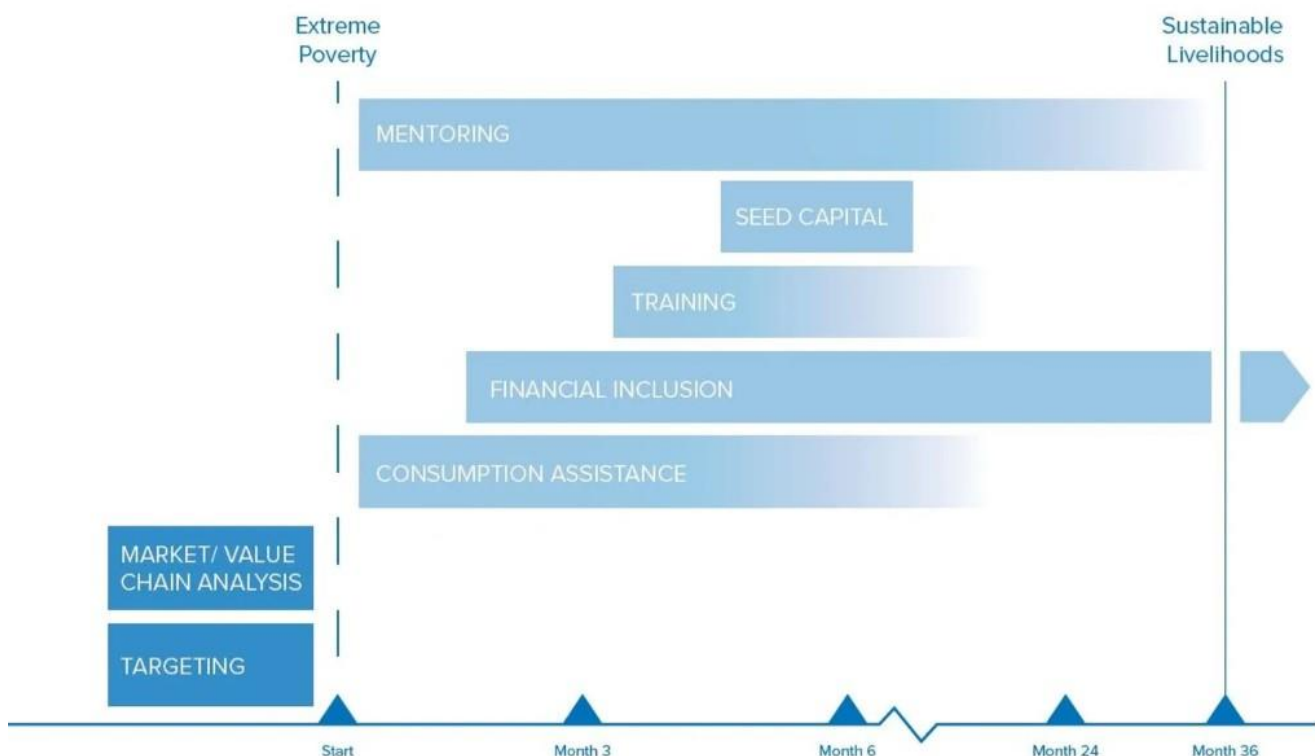 Extreme
Poverty
Sustainable
Livelihoods
MENTORING
SEED CAPITAL
TRAINING
FINANCIAL INCLUSION
CONSUMPTION ASSISTANCE
MARKET/ VALUE
CHAIN ANALYSIS
TARGETING
Start
Month 3
Month 6
Month 24
Month 36